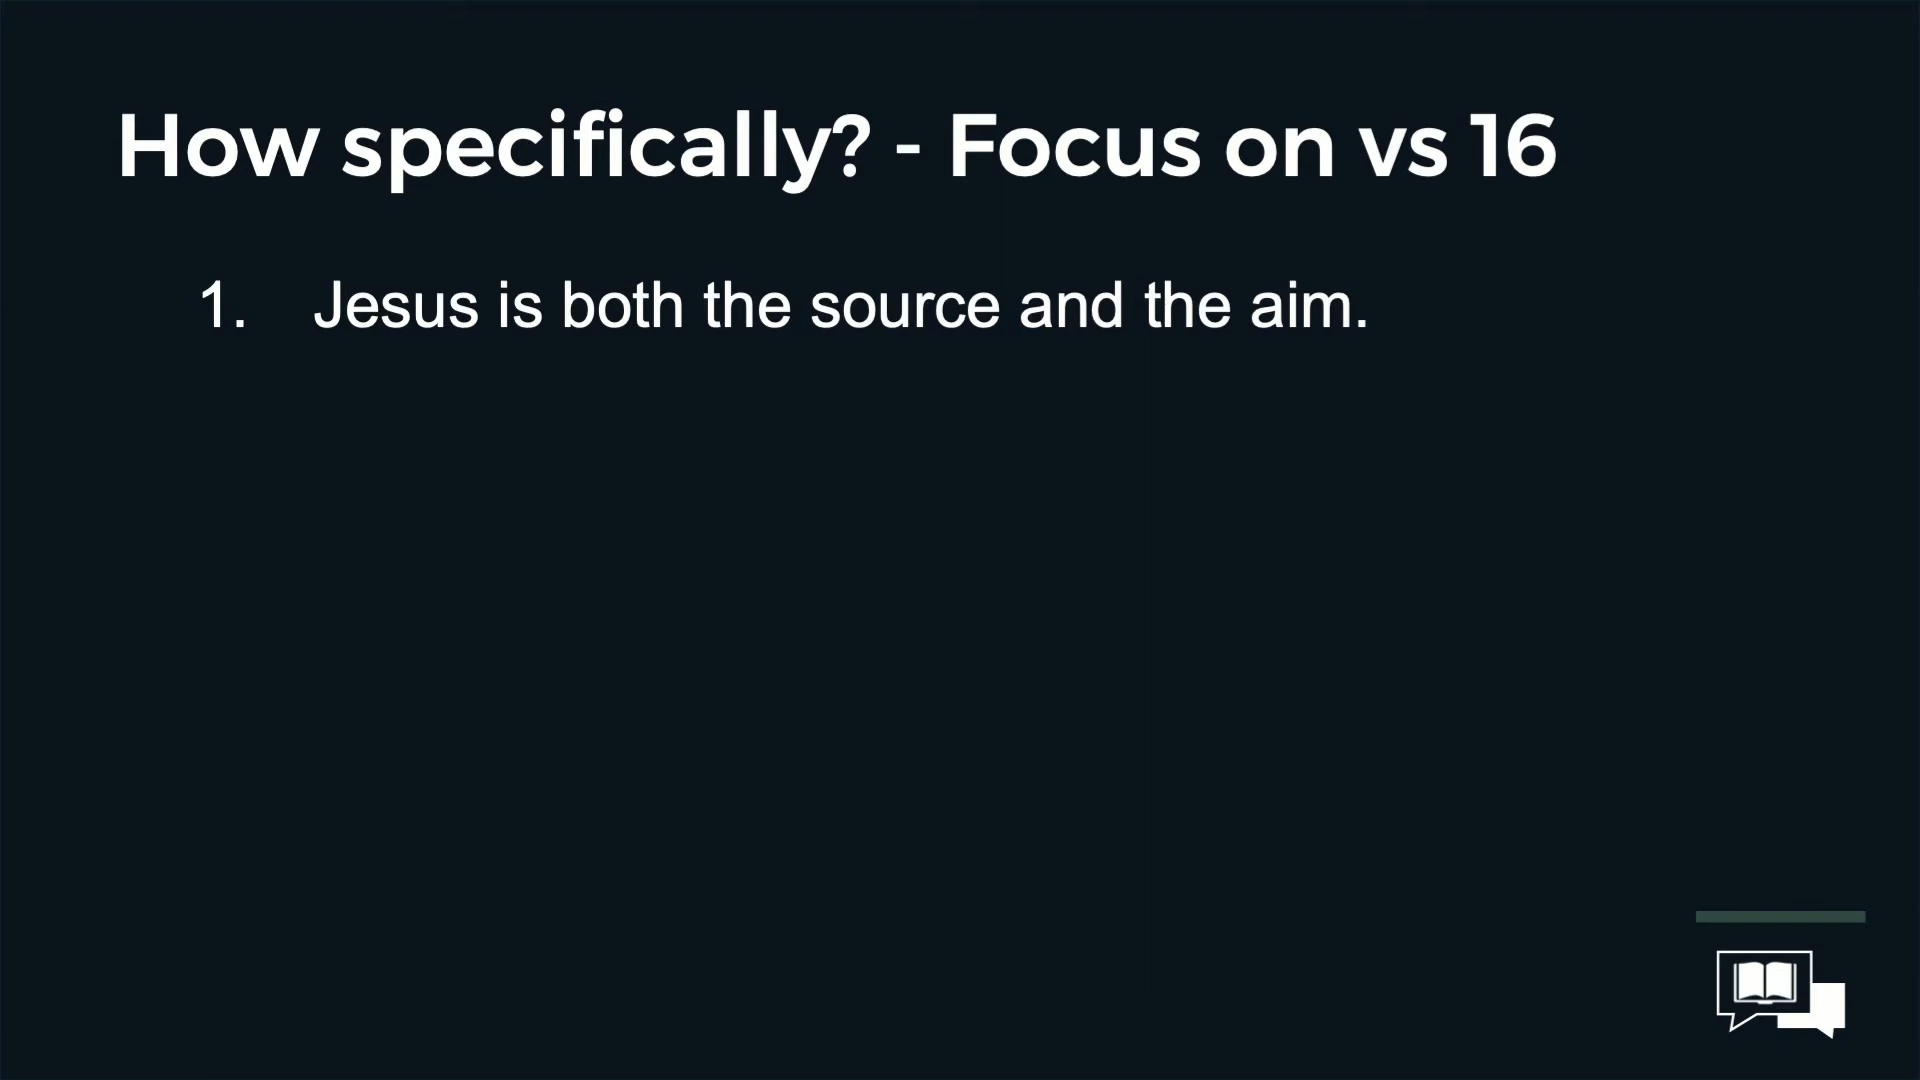 How specifically? - Focus on vs 16
1. Jesus is both the source and the aim.